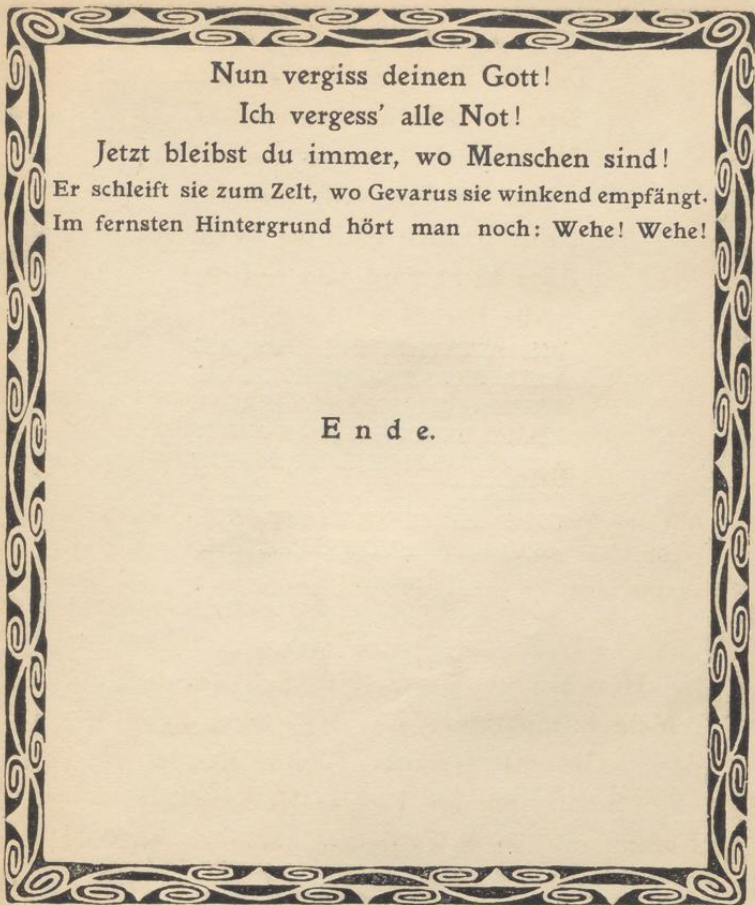 Nun vergiss deinen Gott!
Ich vergess’ alle Not!
Jetzt bleibst du immer, wo Menschen sind!
Er schleift sie zum Zelt, wo Gevarus sie winkend empfängt.
Im fernsten Hintergrund hört man noch: Wehe! Wehe!
Ende.